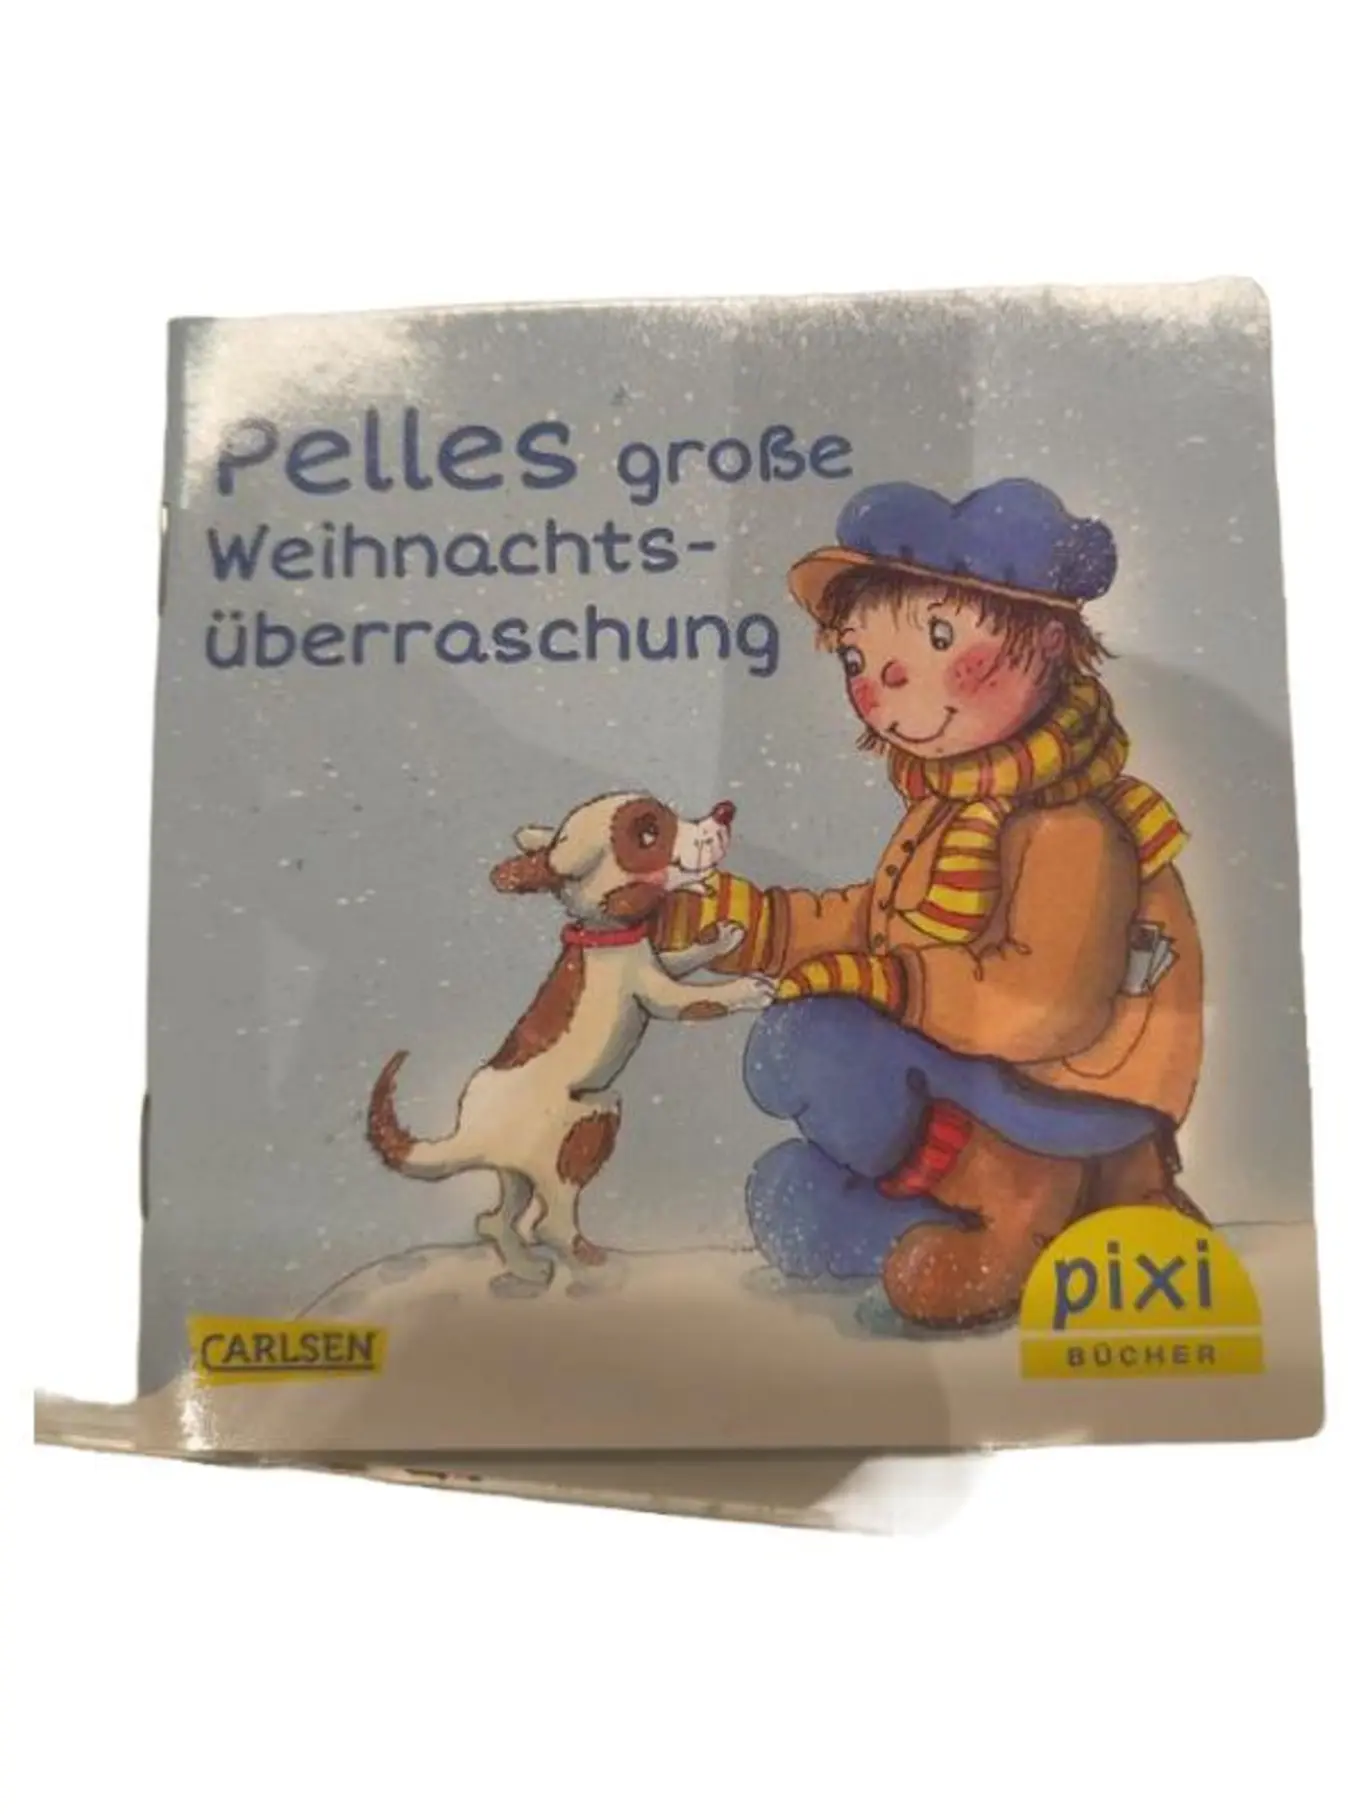 Pelles große
Weihnachts-
überraschung
CARLSEN
pixi
BÜCHER